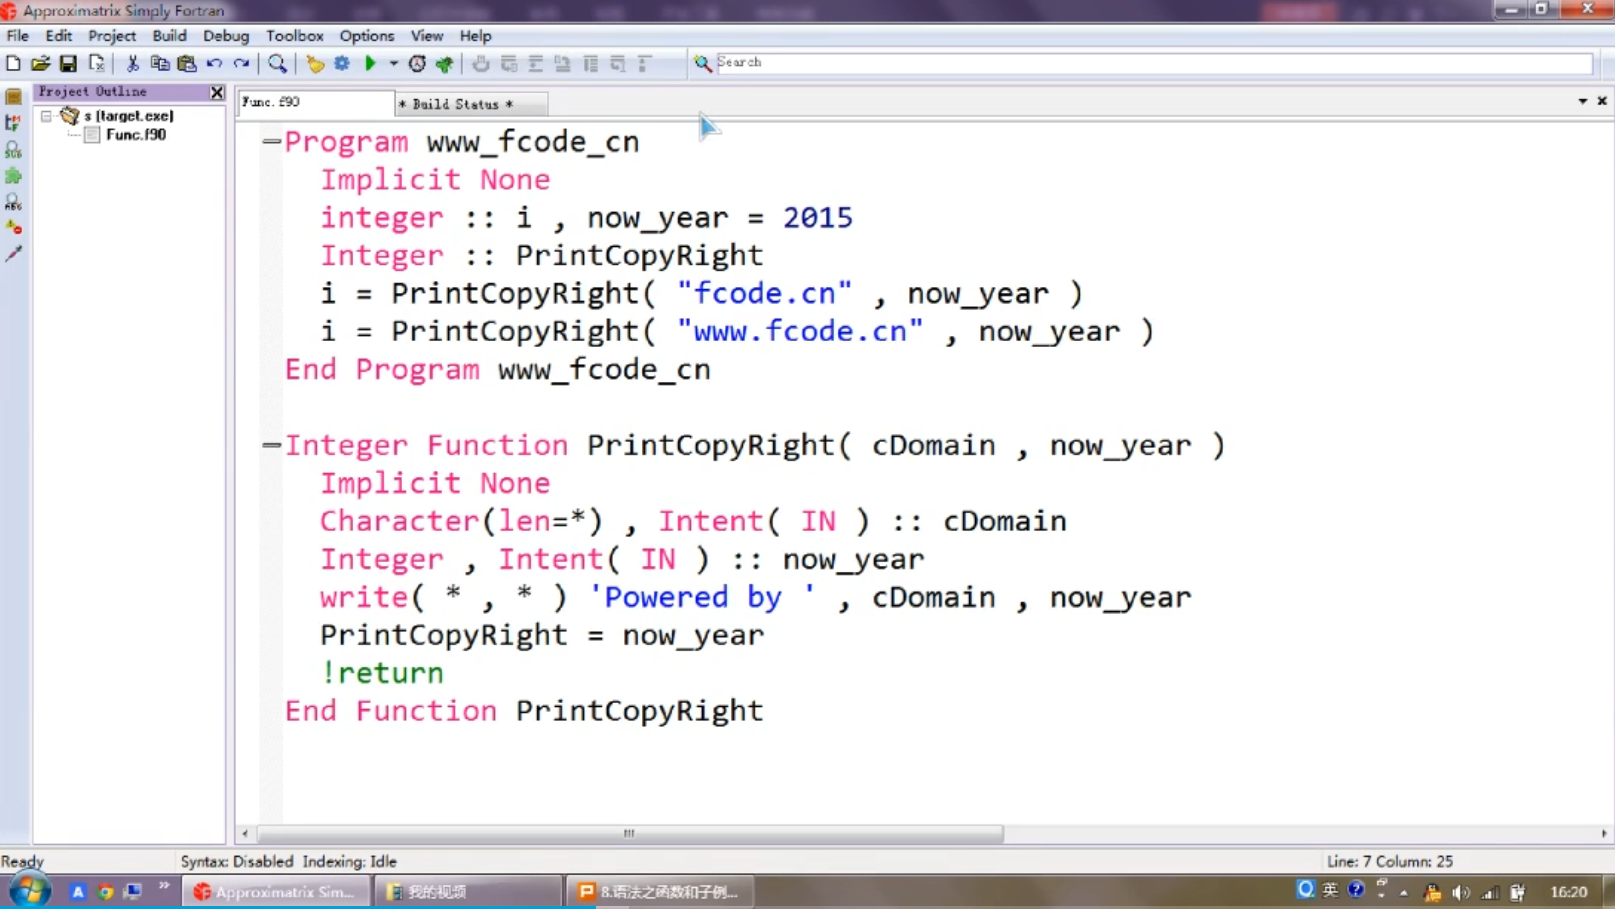 Approximatrix Simply Fortran
File Edit Project Build Debug Toolbox Options View Help
Search
Project Outline
s (target.exe)
Func.f90
Func.f90
* Build Status *
Program www_fcode_cn
Implicit None
integer :: i , now_year = 2015
Integer :: PrintCopyRight
i = PrintCopyRight( "fcode.cn" , now_year )
i = PrintCopyRight( "www.fcode.cn" , now_year )
End Program www_fcode_cn
Integer Function PrintCopyRight( cDomain , now_year )
Implicit None
Character(len=*) , Intent( IN ) :: cDomain
Integer , Intent( IN ) :: now_year
write( * , * ) 'Powered by ' , cDomain , now_year
PrintCopyRight = now_year
!return
End Function PrintCopyRight
Ready
Syntax: Disabled Indexing: Idle
Line: 7 Column: 25
Approximatrix Sim...
我的视频
8.语法之函数和子例...
英
16:20